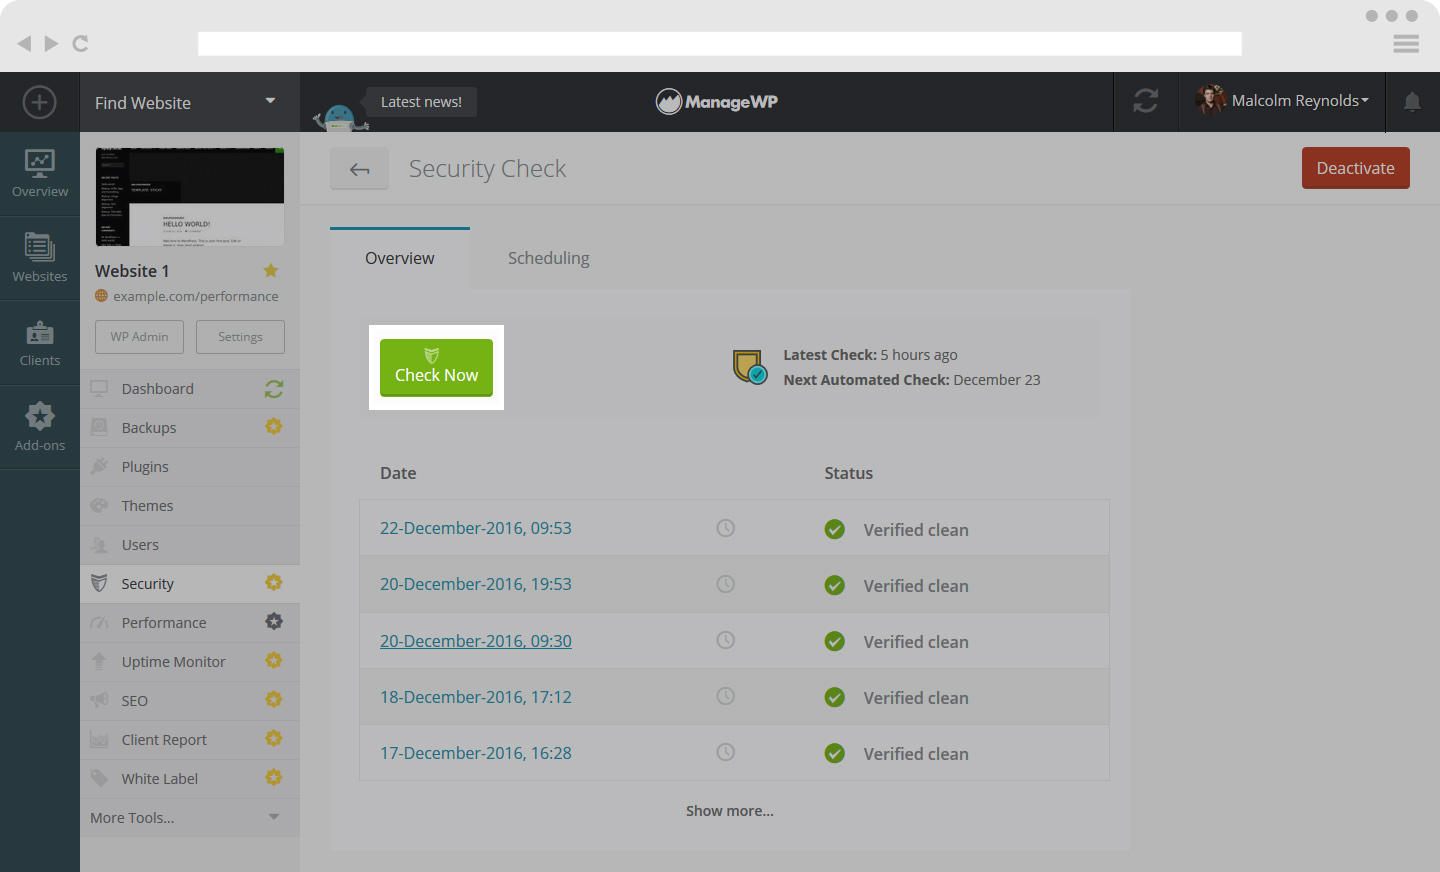 Find Website
Latest news!
ManageWP
Malcolm Reynolds
Overview
Websites
Clients
Add-ons
HELLO WORLD!
Website 1
example.com/performance
WP Admin
Settings
Dashboard
Backups
Plugins
Themes
Users
Security
Performance
Uptime Monitor
SEO
Client Report
White Label
More Tools...
Security Check
Deactivate
Overview
Scheduling
Check Now
Latest Check: 5 hours ago
Next Automated Check: December 23
Date
Status
22-December-2016, 09:53
Verified clean
20-December-2016, 19:53
Verified clean
20-December-2016, 09:30
Verified clean
18-December-2016, 17:12
Verified clean
17-December-2016, 16:28
Verified clean
Show more...